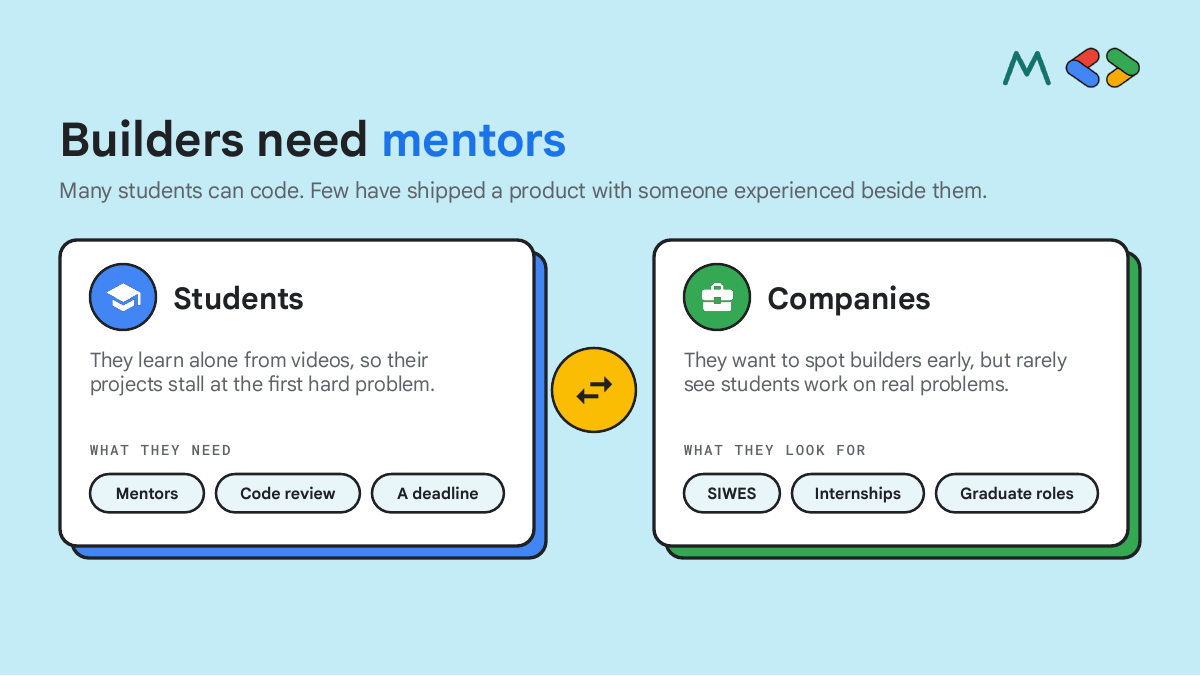 Builders need mentors
Many students can code. Few have shipped a product with someone experienced beside them.
Students
They learn alone from videos, so their
projects stall at the first hard problem.
WHAT THEY NEED
Mentors
Code review
A deadline
Companies
They want to spot builders early, but rarely
see students work on real problems.
WHAT THEY LOOK FOR
SIWES
Internships
Graduate roles